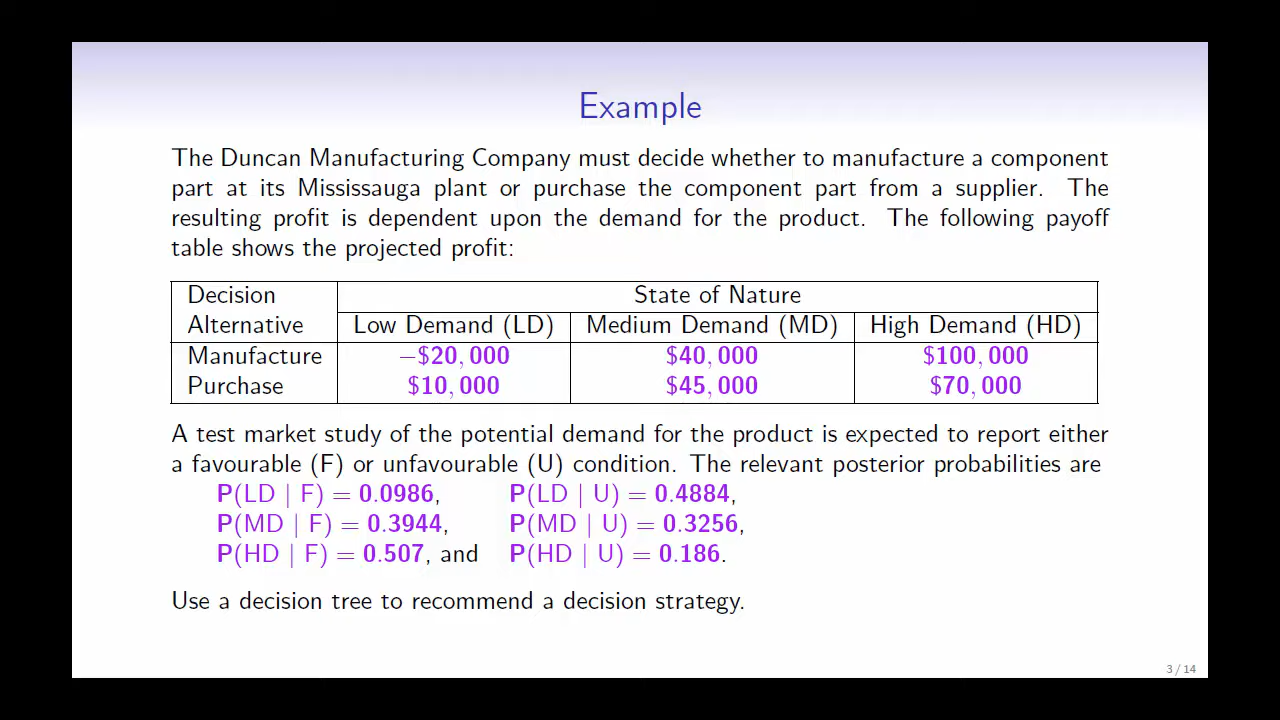 Example
The Duncan Manufacturing Company must decide whether to manufacture a component
part at its Mississauga plant or purchase the component part from a supplier. The
resulting profit is dependent upon the demand for the product. The following payoff
table shows the projected profit:
Decision State of Nature
Alternative Low Demand (LD) Medium Demand (MD) High Demand (HD)
Manufacture −$20,000 $40,000 $100,000
Purchase $10,000 $45,000 $70,000
A test market study of the potential demand for the product is expected to report either
a favourable (F) or unfavourable (U) condition. The relevant posterior probabilities are
P(LD | F) = 0.0986, P(LD | U) = 0.4884,
P(MD | F) = 0.3944, P(MD | U) = 0.3256,
P(HD | F) = 0.507, and P(HD | U) = 0.186.
Use a decision tree to recommend a decision strategy.
3 / 14